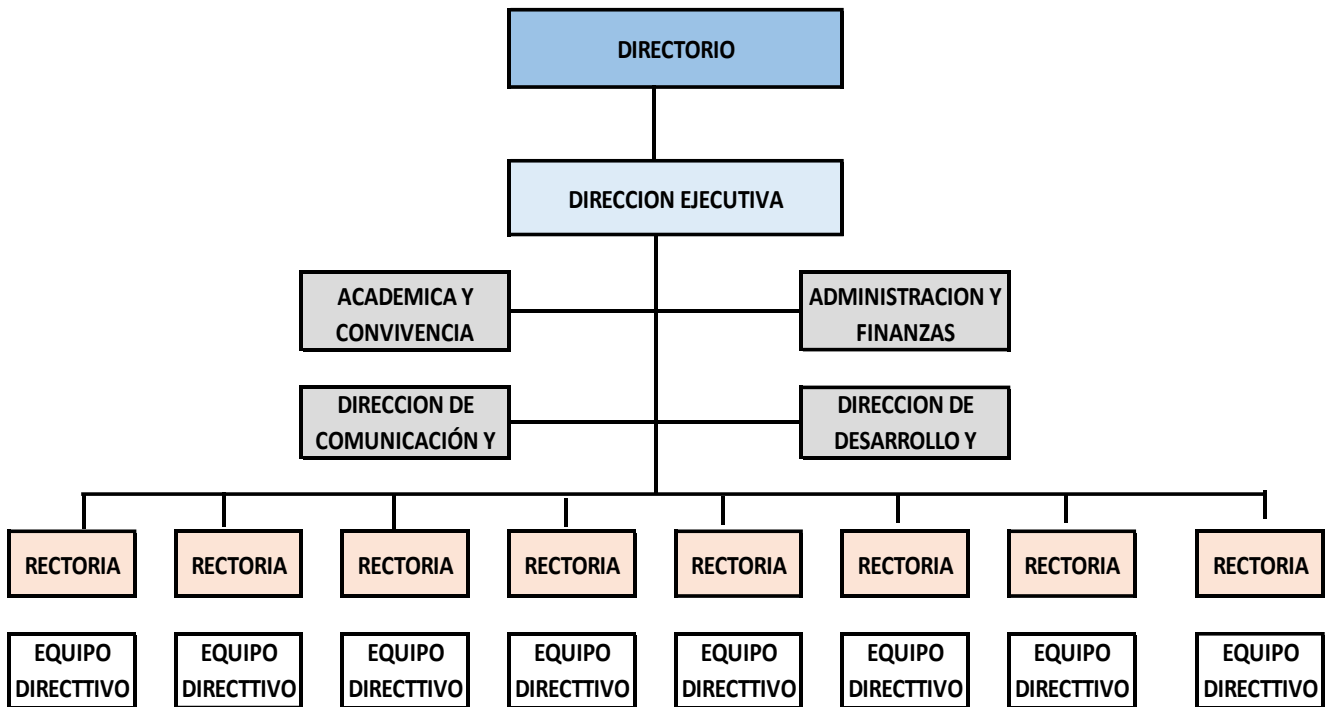 DIRECTORIO
DIRECCION EJECUTIVA
ACADEMICA Y
CONVIVENCIA
ADMINISTRACION Y
FINANZAS
DIRECCION DE
COMUNICACIÓN Y
DIRECCION DE
DESARROLLO Y
RECTORIA
RECTORIA
RECTORIA
RECTORIA
RECTORIA
RECTORIA
RECTORIA
RECTORIA
EQUIPO
DIRECTTIVO
EQUIPO
DIRECTTIVO
EQUIPO
DIRECTTIVO
EQUIPO
DIRECTTIVO
EQUIPO
DIRECTTIVO
EQUIPO
DIRECTTIVO
EQUIPO
DIRECTTIVO
EQUIPO
DIRECTTIVO